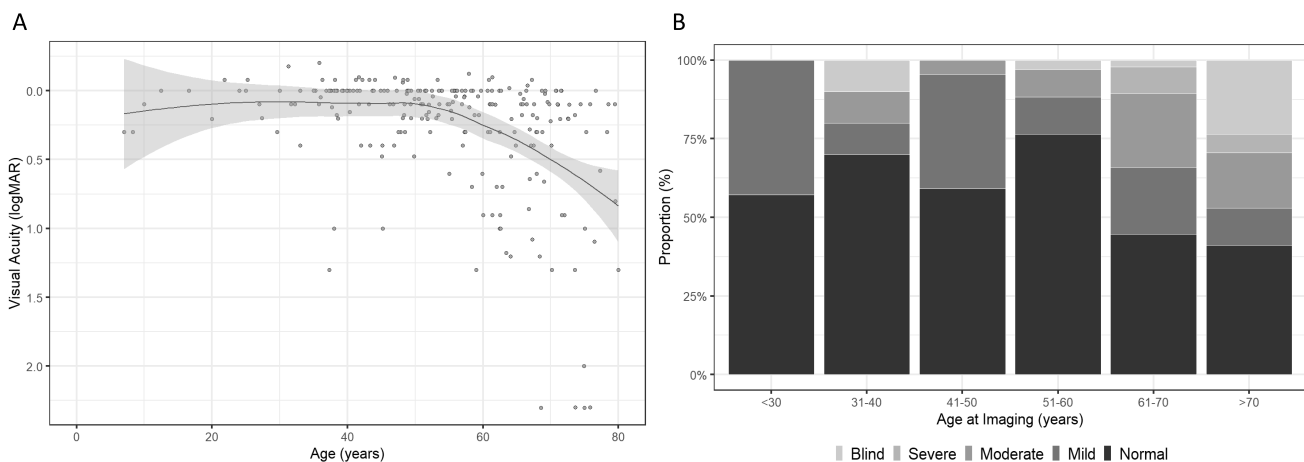 A
0.0
0.5
1.0
1.5
2.0
Visual Acuity (logMAR)
0 20 40 60 80
Age (years)
B
100%
75%
50%
25%
0%
Proportion (%)
<30 31-40 41-50 51-60 61-70 >70
Age at Imaging (years)
Blind Severe Moderate Mild Normal